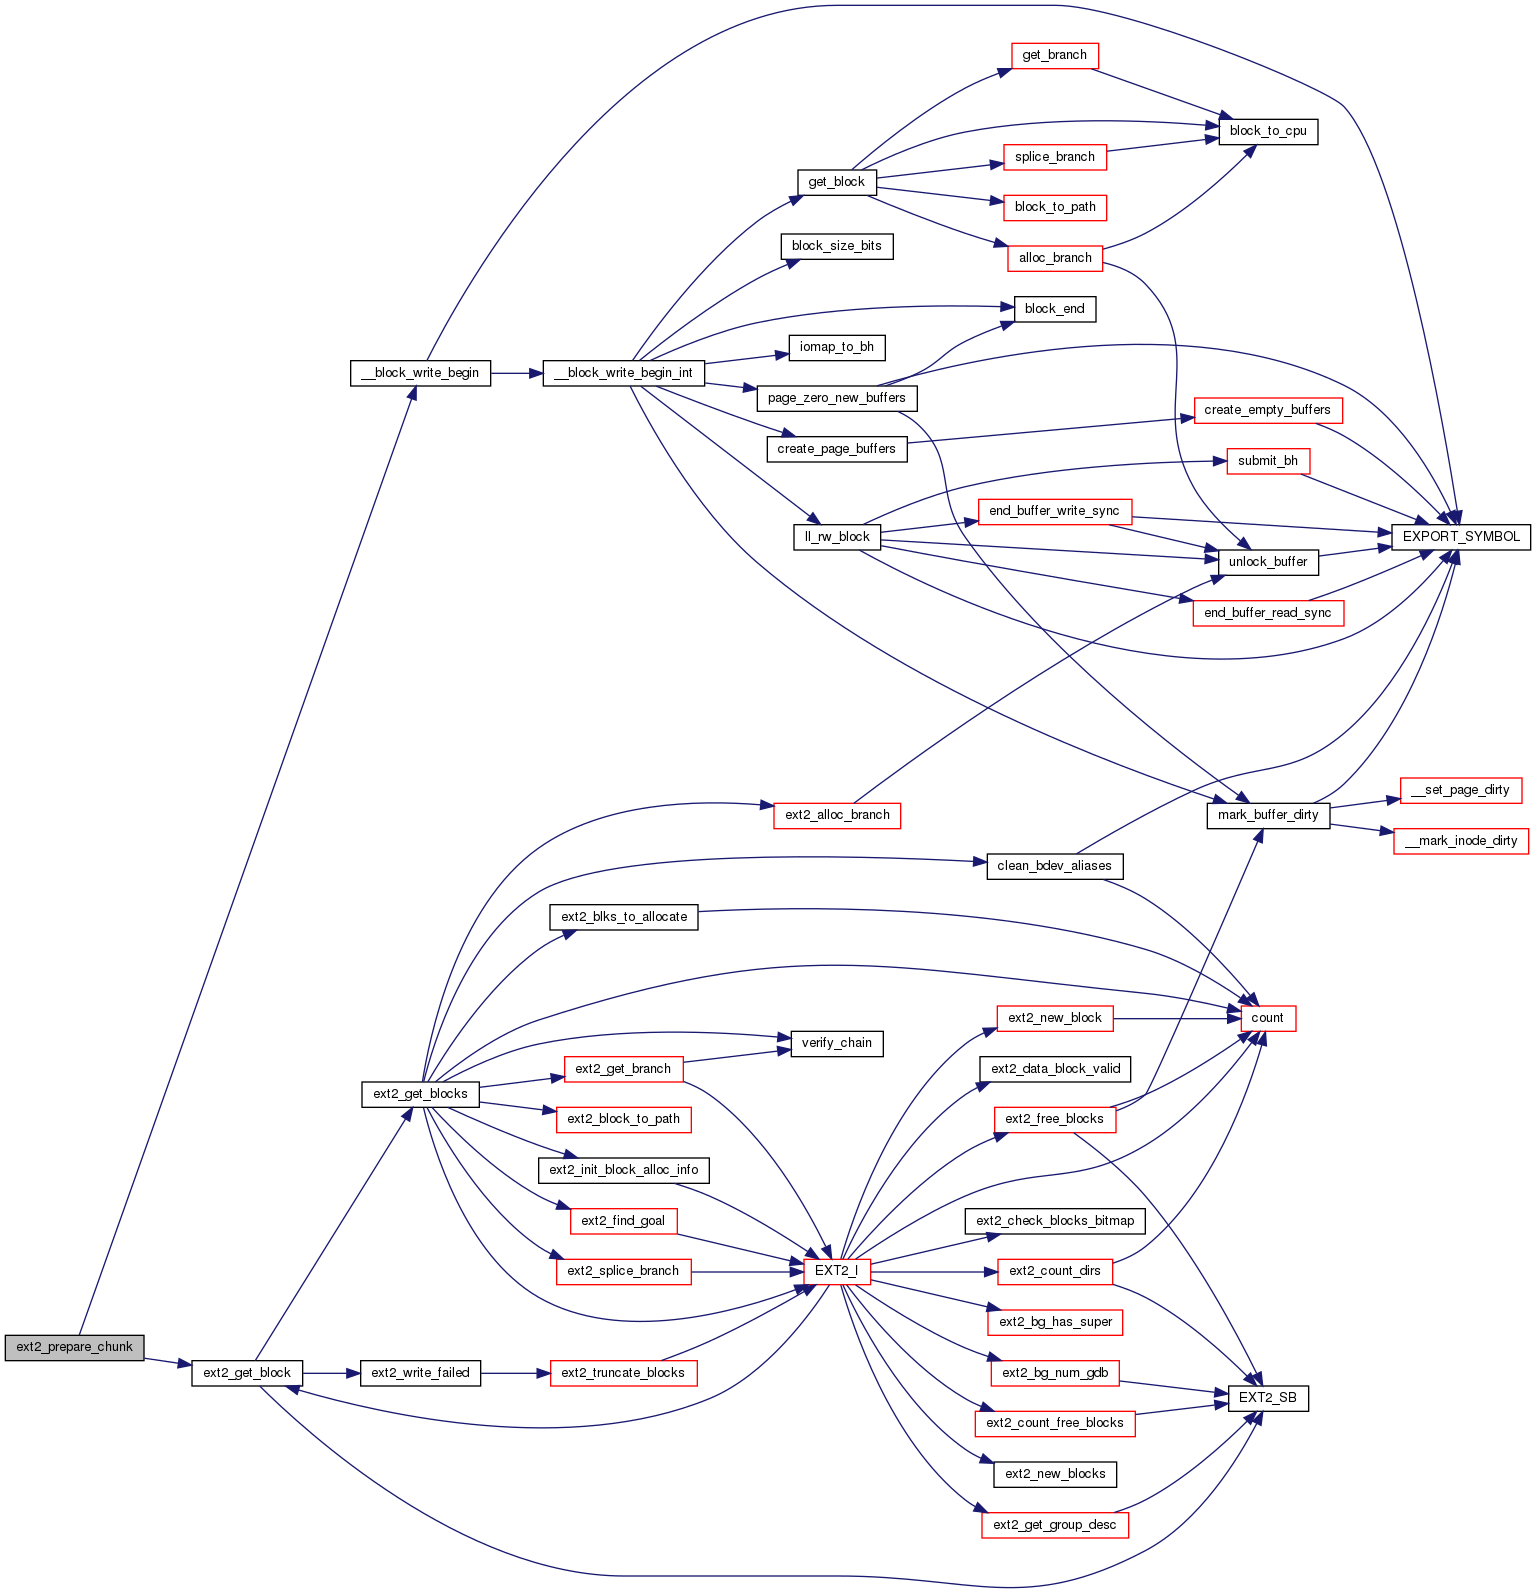 get_branch
block_to_cpu
splice_branch
get_block
block_to_path
block_size_bits
alloc_branch
block_end
iomap_to_bh
__block_write_begin
__block_write_begin_int
page_zero_new_buffers
create_empty_buffers
create_page_buffers
submit_bh
end_buffer_write_sync
ll_rw_block
EXPORT_SYMBOL
unlock_buffer
end_buffer_read_sync
__set_page_dirty
ext2_alloc_branch
mark_buffer_dirty
__mark_inode_dirty
clean_bdev_aliases
ext2_blks_to_allocate
ext2_new_block
count
verify_chain
ext2_get_branch
ext2_data_block_valid
ext2_get_blocks
ext2_block_to_path
ext2_free_blocks
ext2_init_block_alloc_info
ext2_find_goal
ext2_check_blocks_bitmap
ext2_splice_branch
EXT2_I
ext2_count_dirs
ext2_bg_has_super
ext2_prepare_chunk
ext2_get_block
ext2_write_failed
ext2_truncate_blocks
ext2_bg_num_gdb
EXT2_SB
ext2_count_free_blocks
ext2_new_blocks
ext2_get_group_desc